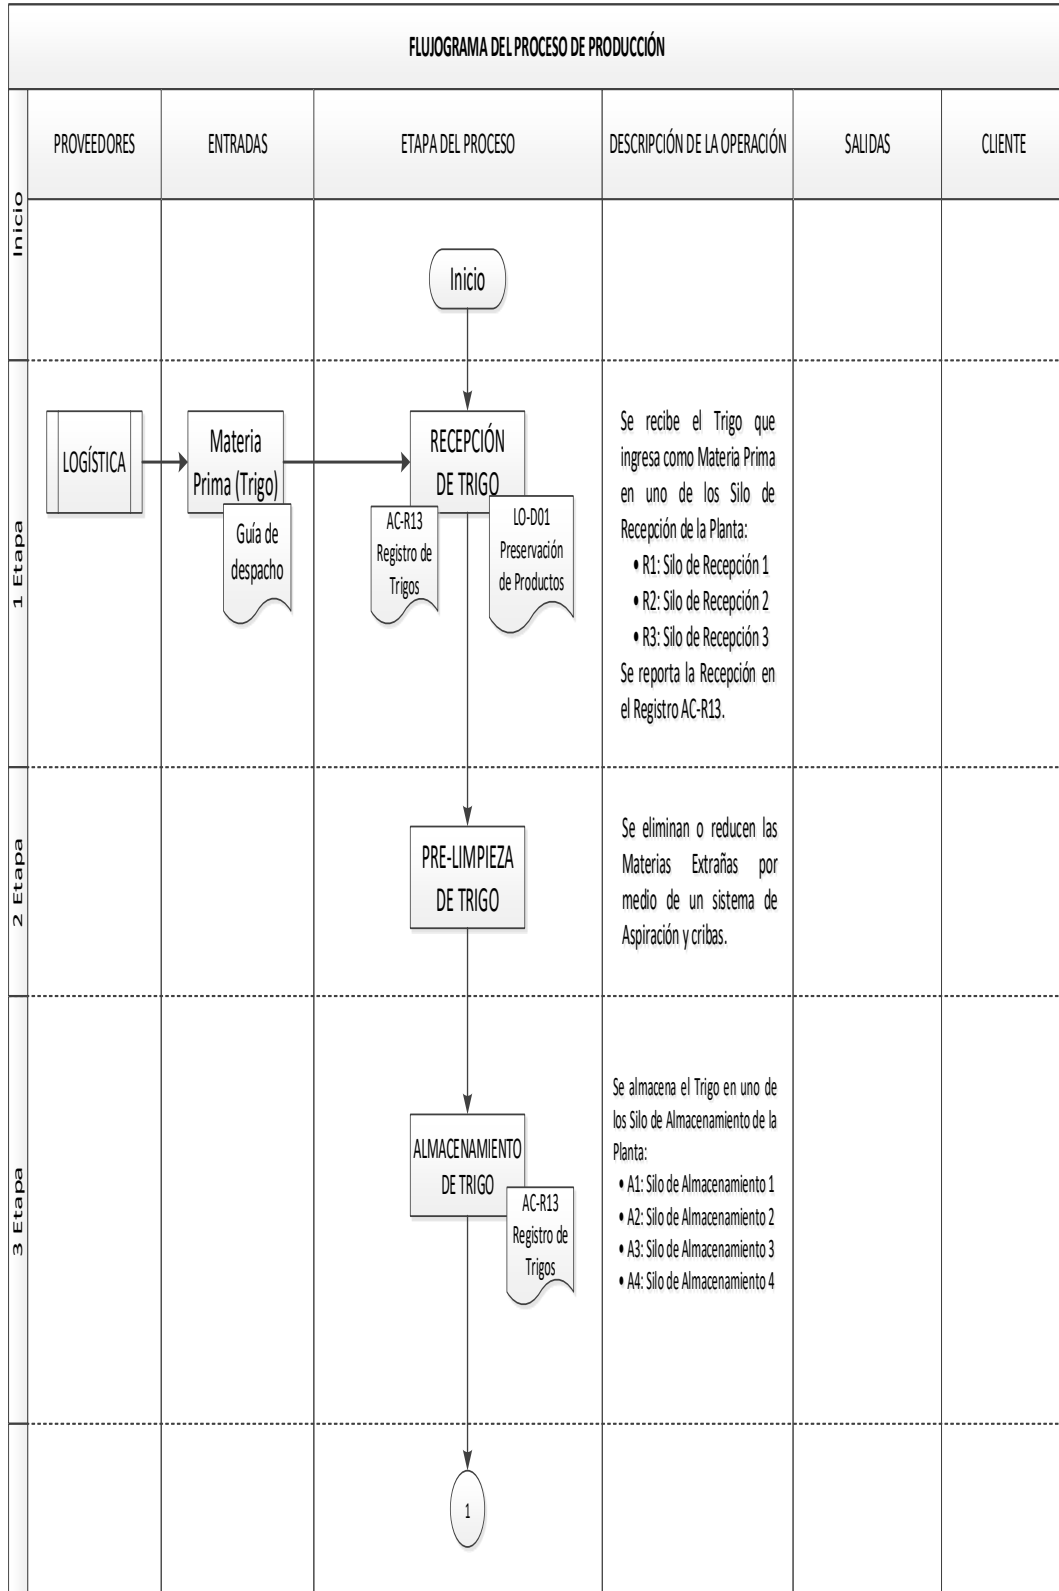 FLUJOGRAMA DEL PROCESO DE PRODUCCIÓN
PROVEEDORES
ENTRADAS
ETAPA DEL PROCESO
DESCRIPCIÓN DE LA OPERACIÓN
SALIDAS
CLIENTE
Inicio
Inicio
1 Etapa
LOGÍSTICA
Materia
Prima (Trigo)
Guía de
despacho
RECEPCIÓN
DE TRIGO
AC-R13
Registro de
Trigos
LO-D01
Preservación
de Productos
Se recibe el Trigo que
ingresa como Materia Prima
en uno de los Silo de
Recepción de la Planta:
• R1: Silo de Recepción 1
• R2: Silo de Recepción 2
• R3: Silo de Recepción 3
Se reporta la Recepción en
el Registro AC-R13.
2 Etapa
PRE-LIMPIEZA
DE TRIGO
Se eliminan o reducen las
Materias Extrañas por
medio de un sistema de
Aspiración y cribas.
3 Etapa
ALMACENAMIENTO
DE TRIGO
AC-R13
Registro de
Trigos
Se almacena el Trigo en uno de
los Silo de Almacenamiento de la
Planta:
• A1: Silo de Almacenamiento 1
• A2: Silo de Almacenamiento 2
• A3: Silo de Almacenamiento 3
• A4: Silo de Almacenamiento 4
1